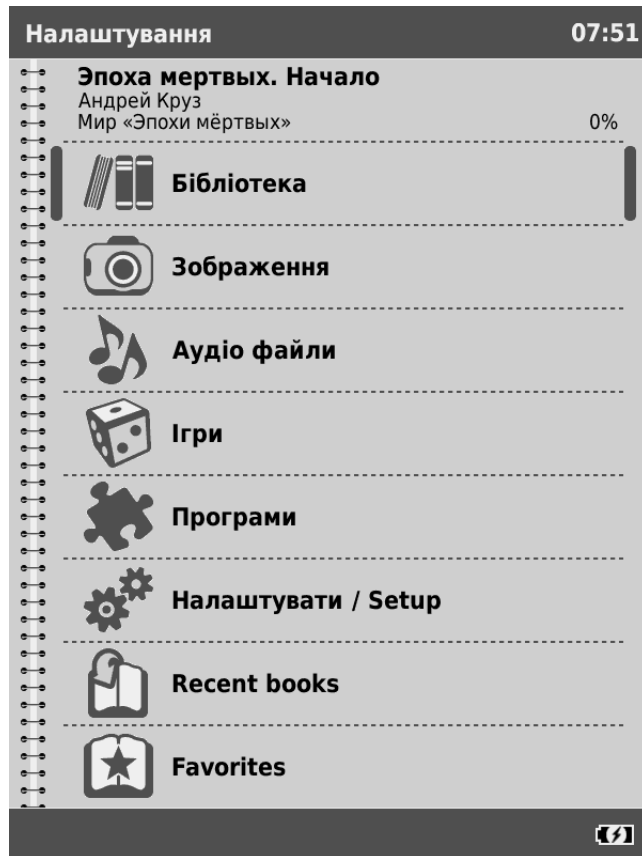 Налаштування 07:51
Эпоха мертвых. Начало
Андрей Круз
Мир «Эпохи мёртвых» 0%
Бібліотека
Зображення
Аудіо файли
Ігри
Програми
Налаштувати / Setup
Recent books
Favorites